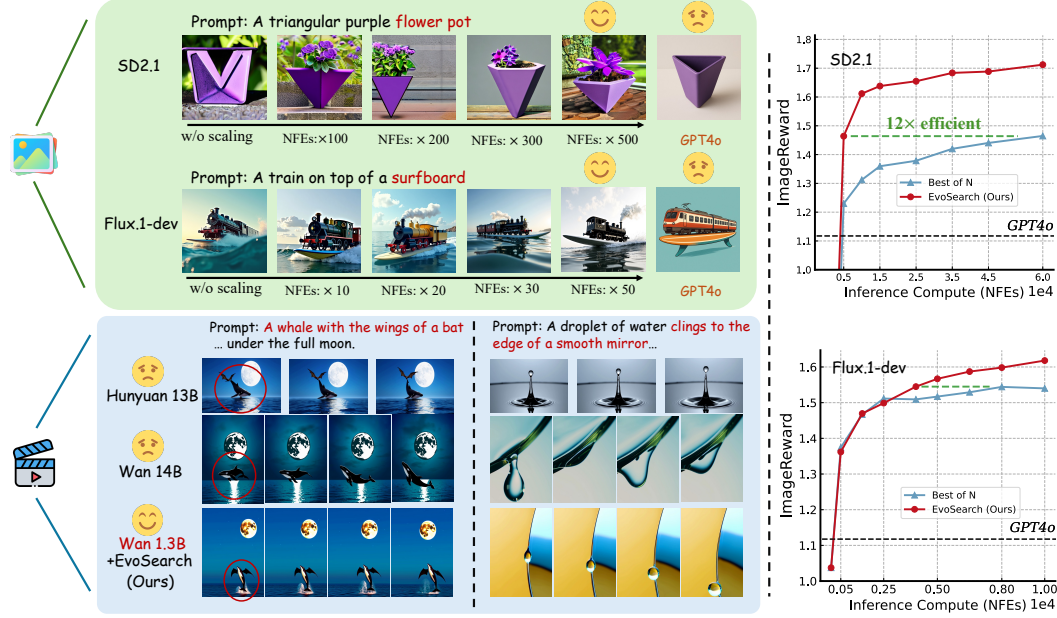 Prompt: A triangular purple flower pot
SD2.1
w/o scaling
NFEs:×100
NFEs: × 200
NFEs: × 300
NFEs: × 500
GPT4o
Prompt: A train on top of a surfboard
Flux.1-dev
w/o scaling
NFEs: × 10
NFEs: × 20
NFEs: × 30
NFEs: × 50
GPT4o
Prompt: A whale with the wings of a bat
... under the full moon.
Prompt: A droplet of water clings to the
edge of a smooth mirror...
Hunyuan 13B
Wan 14B
Wan 1.3B
+EvoSearch
(Ours)
SD2.1
ImageReward
1.8
1.7
1.6
1.5
1.4
1.3
1.2
1.1
1.0
12× efficient
Best of N
EvoSearch (Ours)
GPT4o
0.5
1.5
2.5
3.5
4.5
6.0
Inference Compute (NFEs) 1e4
Flux.1-dev
ImageReward
1.6
1.5
1.4
1.3
1.2
1.1
1.0
Best of N
EvoSearch (Ours)
GPT4o
0.05
0.25
0.50
0.80
1.00
Inference Compute (NFEs) 1e4